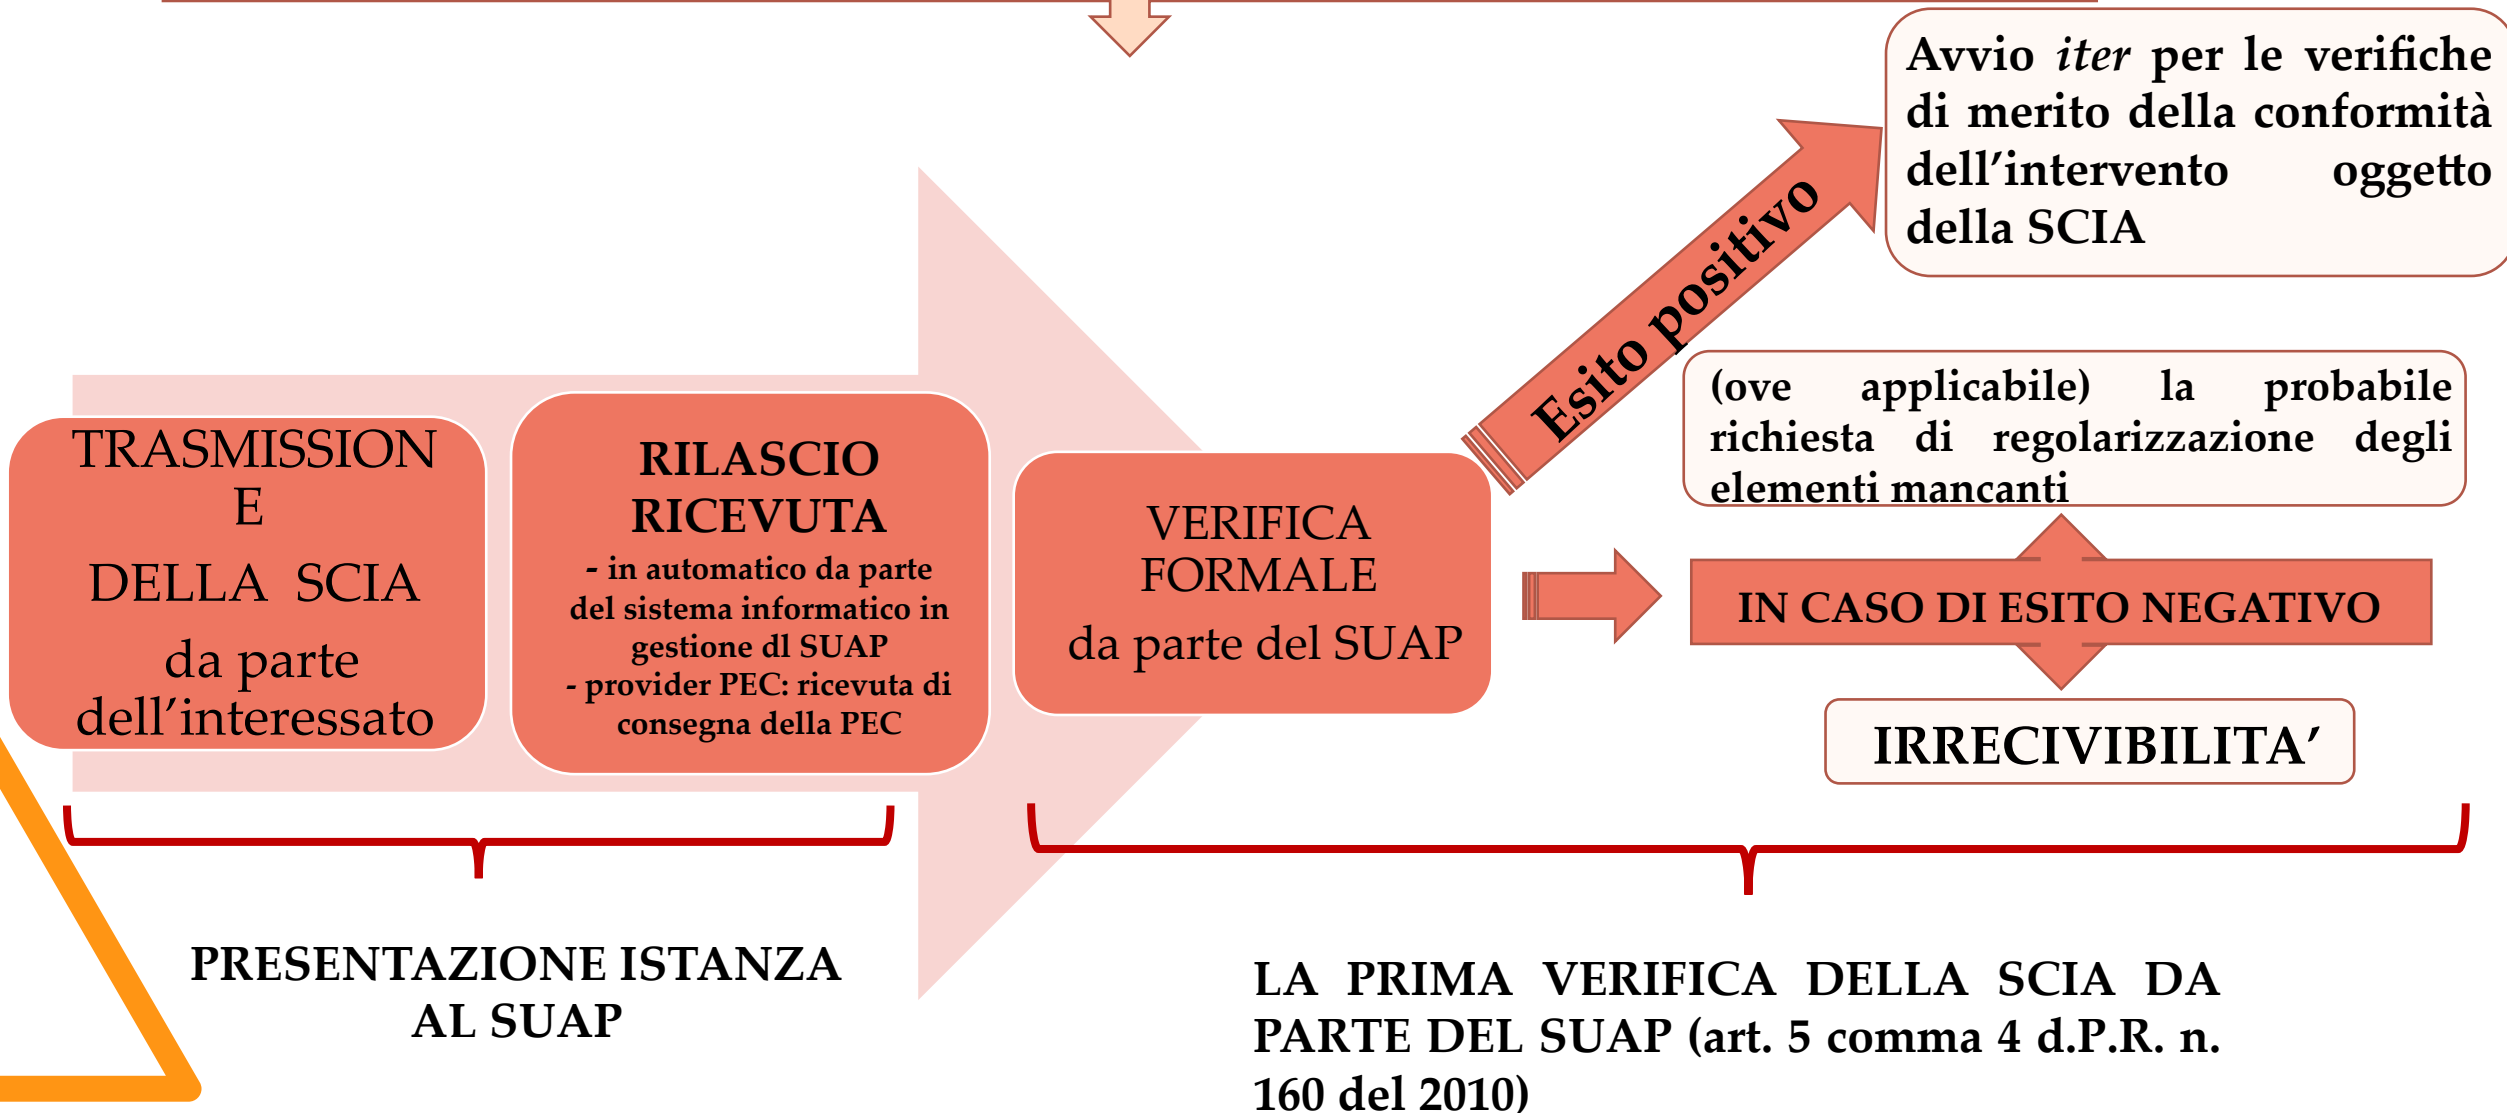 TRASMISSION
E
DELLA SCIA
da parte
dell’interessato
RILASCIO
RICEVUTA
- in automatico da parte
del sistema informatico in
gestione dl SUAP
- provider PEC: ricevuta di
consegna della PEC
VERIFICA
FORMALE
da parte del SUAP
Esito positivo
Avvio iter per le verifiche
di merito della conformità
dell’intervento oggetto
della SCIA
(ove applicabile) la probabile
richiesta di regolarizzazione degli
elementi mancanti
IN CASO DI ESITO NEGATIVO
IRRECIVIBILITA’
PRESENTAZIONE ISTANZA
AL SUAP
LA PRIMA VERIFICA DELLA SCIA DA
PARTE DEL SUAP (art. 5 comma 4 d.P.R. n.
160 del 2010)